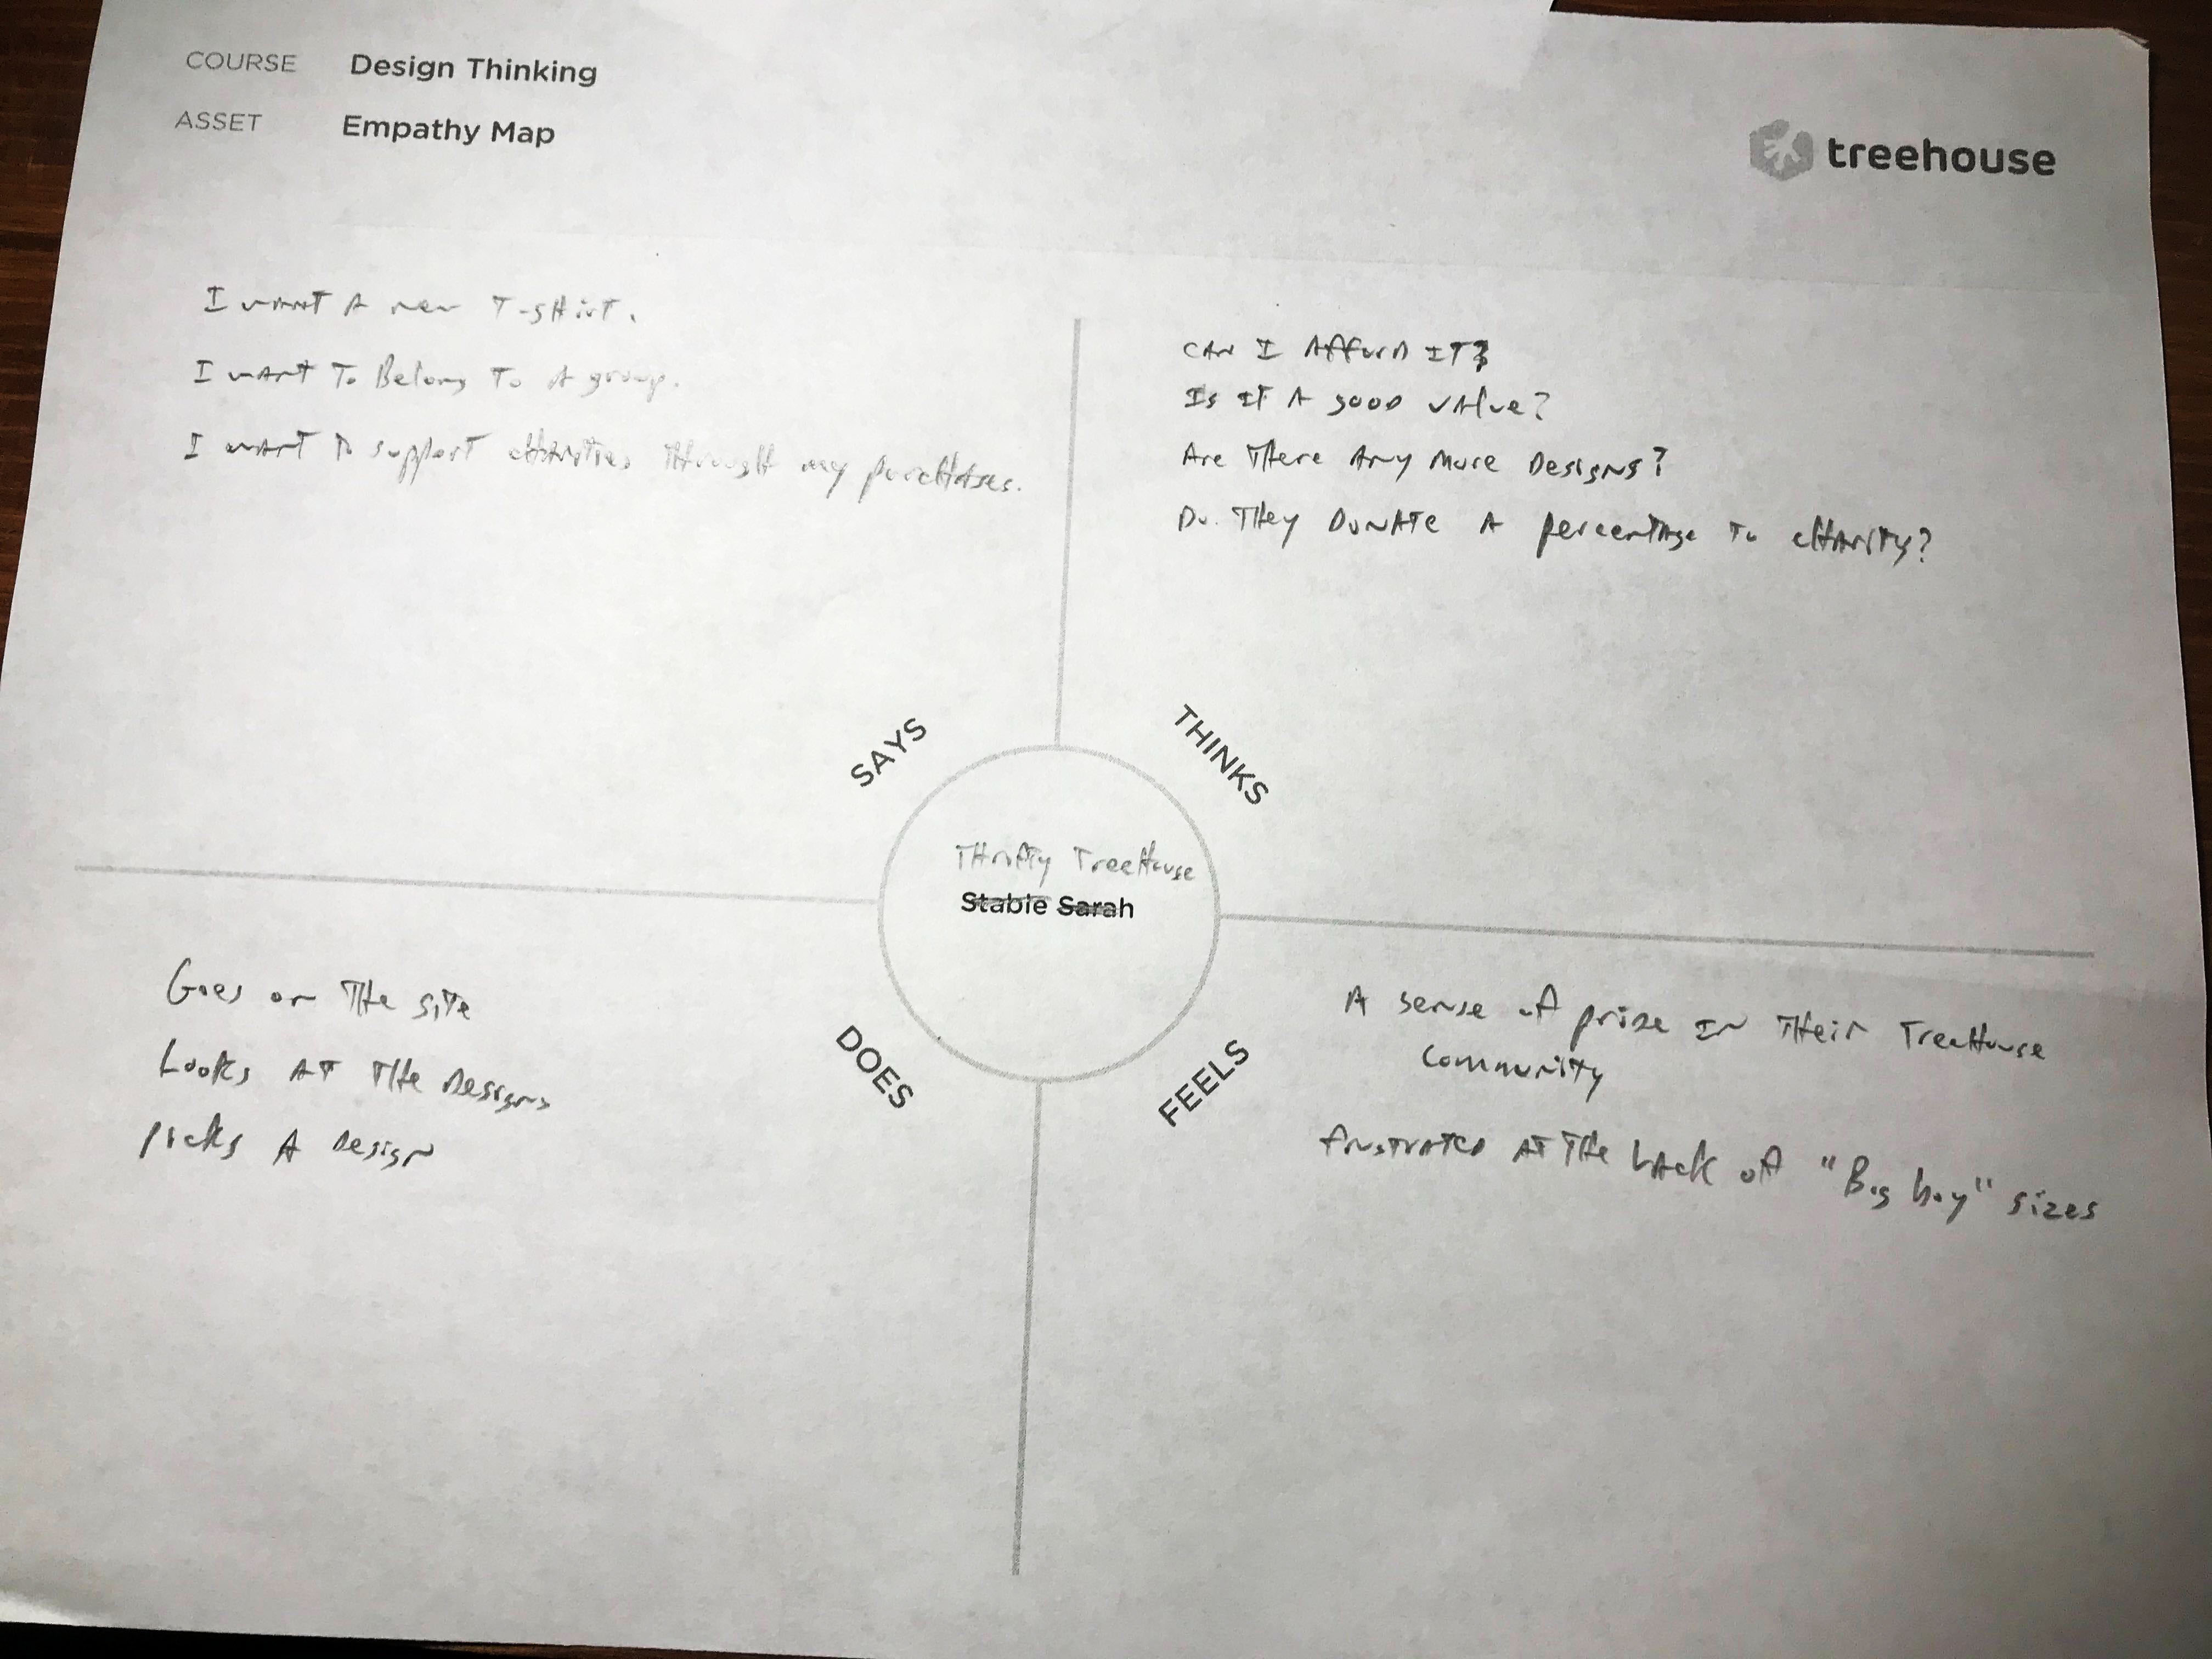 COURSE Design Thinking
ASSET Empathy Map
treehouse
I want A new T-shirt.
I want To Belong To A group.
I want To support charities through my purchases.
CAN I Afford IT?
Is IT A good value?
Are There Any More Designs?
Do They Donate A percentage To charity?
SAYS
THINKS
Thrifty TreeHouse
Stable Sarah
DOES
FEELS
Goes on The site
Looks AT The Designs
picks A Design
A sense of pride In Their TreeHouse
community
frustrated AT The Lack of "Big boy" sizes